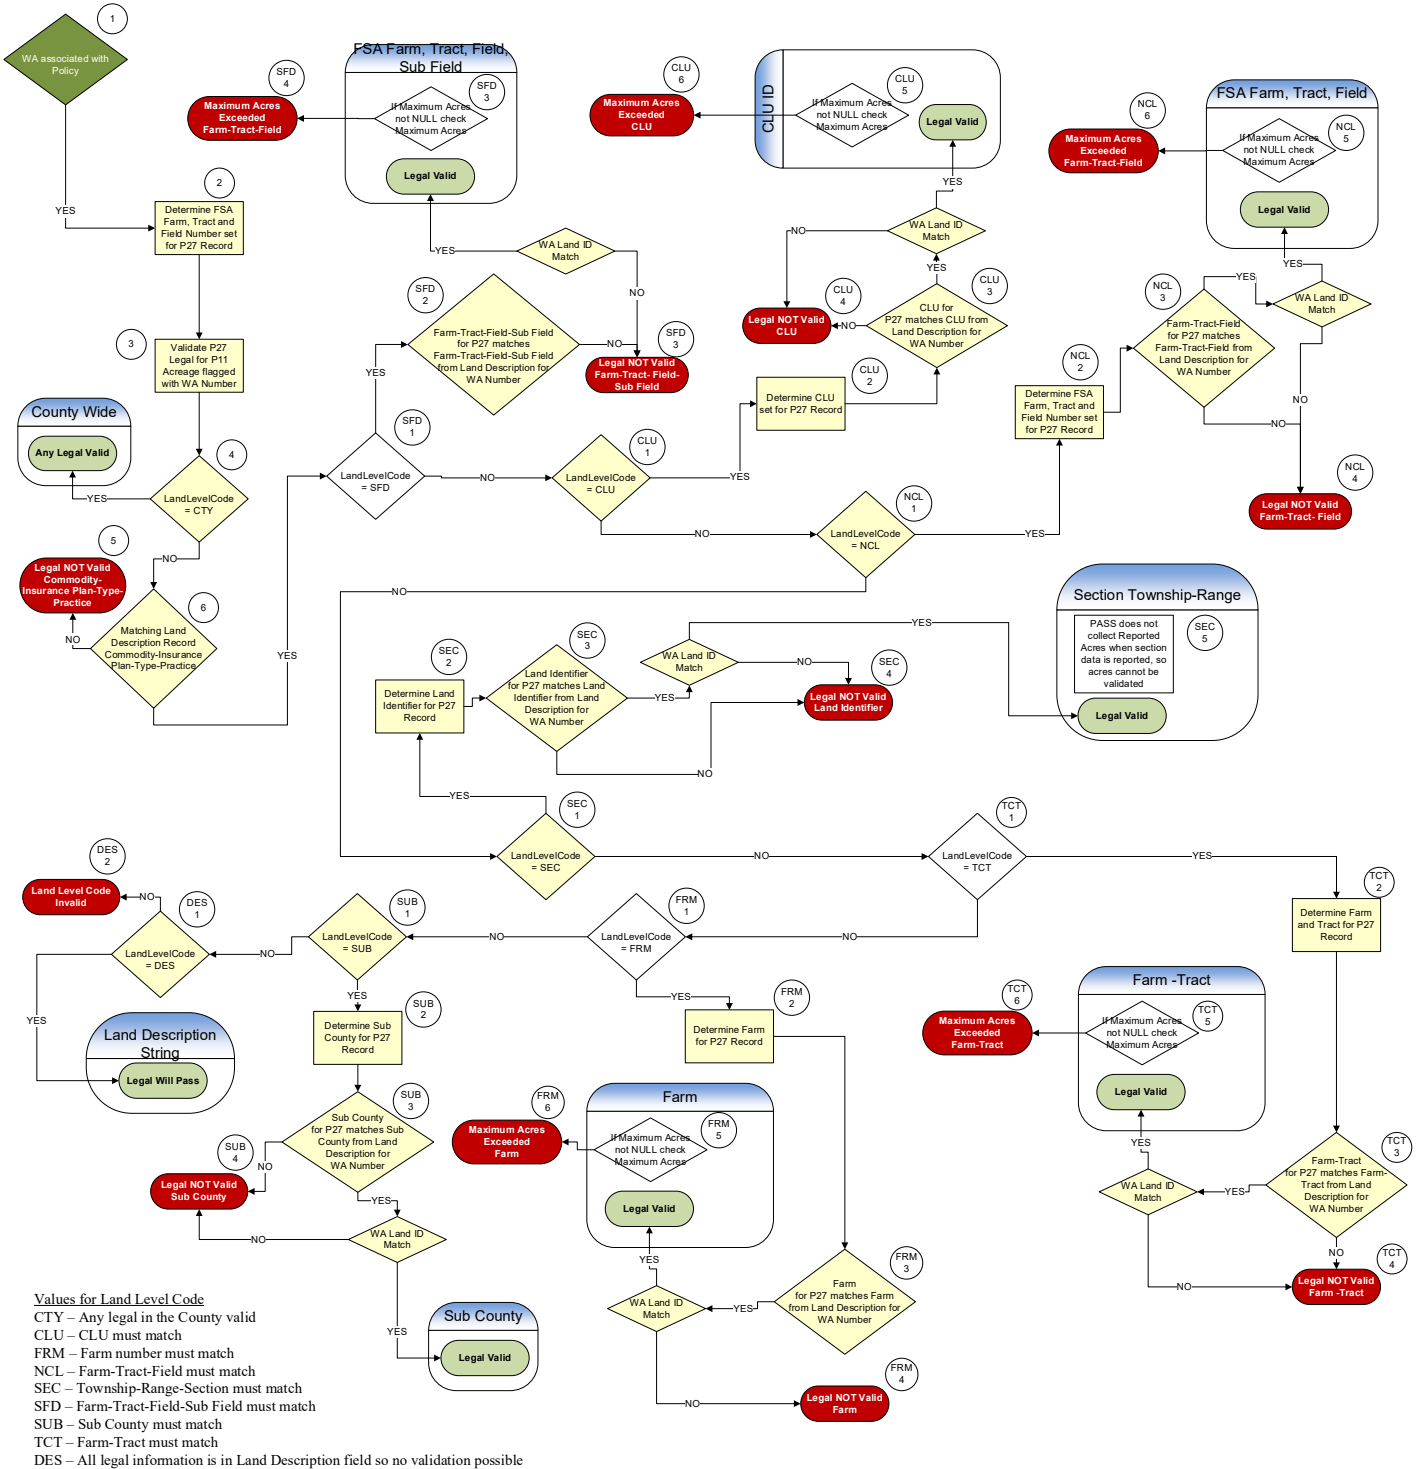 1
WA associated with
Policy
YES
2
Determine FSA
Farm, Tract and
Field Number set
for P27 Record
3
Validate P27
Legal for P11
Acreage flagged
with WA Number
County Wide
Any Legal Valid
4
LandLevelCode
= CTY
YES
NO
5
Legal NOT Valid
Commodity-
Insurance Plan-Type-
Practice
6
Matching Land
Description Record
Commodity-Insurance
Plan-Type-Practice
NO
YES
FSA Farm, Tract, Field,
Sub Field
SFD
4
Maximum Acres
Exceeded
Farm-Tract-Field
SFD
3
If Maximum Acres
not NULL check
Maximum Acres
Legal Valid
YES
WA Land ID
Match
NO
SFD
2
Farm-Tract-Field-Sub Field
for P27 matches
Farm-Tract-Field-Sub Field
from Land Description for
WA Number
NO
SFD
3
Legal NOT Valid
Farm-Tract- Field-
Sub Field
YES
SFD
1
LandLevelCode
= SFD
NO
CLU
6
Maximum Acres
Exceeded
CLU
CLU ID
CLU
5
If Maximum Acres
not NULL check
Maximum Acres
Legal Valid
YES
WA Land ID
Match
NO
YES
CLU
3
CLU
4
Legal NOT Valid
CLU
NO
CLU for
P27 matches CLU from
Land Description for
WA Number
CLU
2
Determine CLU
set for P27 Record
CLU
1
LandLevelCode
= CLU
YES
NO
FSA Farm, Tract, Field
NCL
6
Maximum Acres
Exceeded
Farm-Tract-Field
NCL
5
If Maximum Acres
not NULL check
Maximum Acres
Legal Valid
YES
NCL
3
YES
WA Land ID
Match
Farm-Tract-Field
for P27 matches
Farm-Tract-Field from
Land Description for
WA Number
NCL
2
Determine FSA
Farm, Tract and
Field Number set
for P27 Record
NO
NO
NCL
4
Legal NOT Valid
Farm-Tract- Field
NCL
1
LandLevelCode
= NCL
YES
NO
Section Township-Range
PASS does not
collect Reported
Acres when section
data is reported, so
acres cannot be
validated
SEC
5
Legal Valid
YES
SEC
2
Determine Land
Identifier for P27
Record
SEC
3
Land Identifier
for P27 matches Land
Identifier from Land
Description for
WA Number
YES
WA Land ID
Match
NO
SEC
4
Legal NOT Valid
Land Identifier
NO
YES
SEC
1
LandLevelCode
= SEC
NO
TCT
1
LandLevelCode
= TCT
YES
TCT
2
Determine Farm
and Tract for P27
Record
NO
DES
2
Land Level Code
Invalid
NO
DES
1
LandLevelCode
= DES
NO
YES
Land Description
String
Legal Will Pass
SUB
1
LandLevelCode
= SUB
NO
YES
SUB
2
Determine Sub
County for P27
Record
SUB
3
Sub County
for P27 matches Sub
County from Land
Description for
WA Number
SUB
4
NO
Legal NOT Valid
Sub County
YES
NO
WA Land ID
Match
YES
Sub County
Legal Valid
FRM
1
LandLevelCode
= FRM
YES
FRM
2
Determine Farm
for P27 Record
FRM
6
Maximum Acres
Exceeded
Farm
Farm
FRM
5
If Maximum Acres
not NULL check
Maximum Acres
Legal Valid
YES
WA Land ID
Match
YES
FRM
3
Farm
for P27 matches Farm
from Land Description for
WA Number
NO
FRM
4
Legal NOT Valid
Farm
Farm -Tract
TCT
6
Maximum Acres
Exceeded
Farm-Tract
TCT
5
If Maximum Acres
not NULL check
Maximum Acres
Legal Valid
YES
WA Land ID
Match
YES
TCT
3
Farm-Tract
for P27 matches Farm-
Tract from Land
Description for
WA Number
NO
NO
TCT
4
Legal NOT Valid
Farm -Tract
Values for Land Level Code
CTY – Any legal in the County valid
CLU – CLU must match
FRM – Farm number must match
NCL – Farm-Tract-Field must match
SEC – Township-Range-Section must match
SFD – Farm-Tract-Field-Sub Field must match
SUB – Sub County must match
TCT – Farm-Tract must match
DES – All legal information is in Land Description field so no validation possible